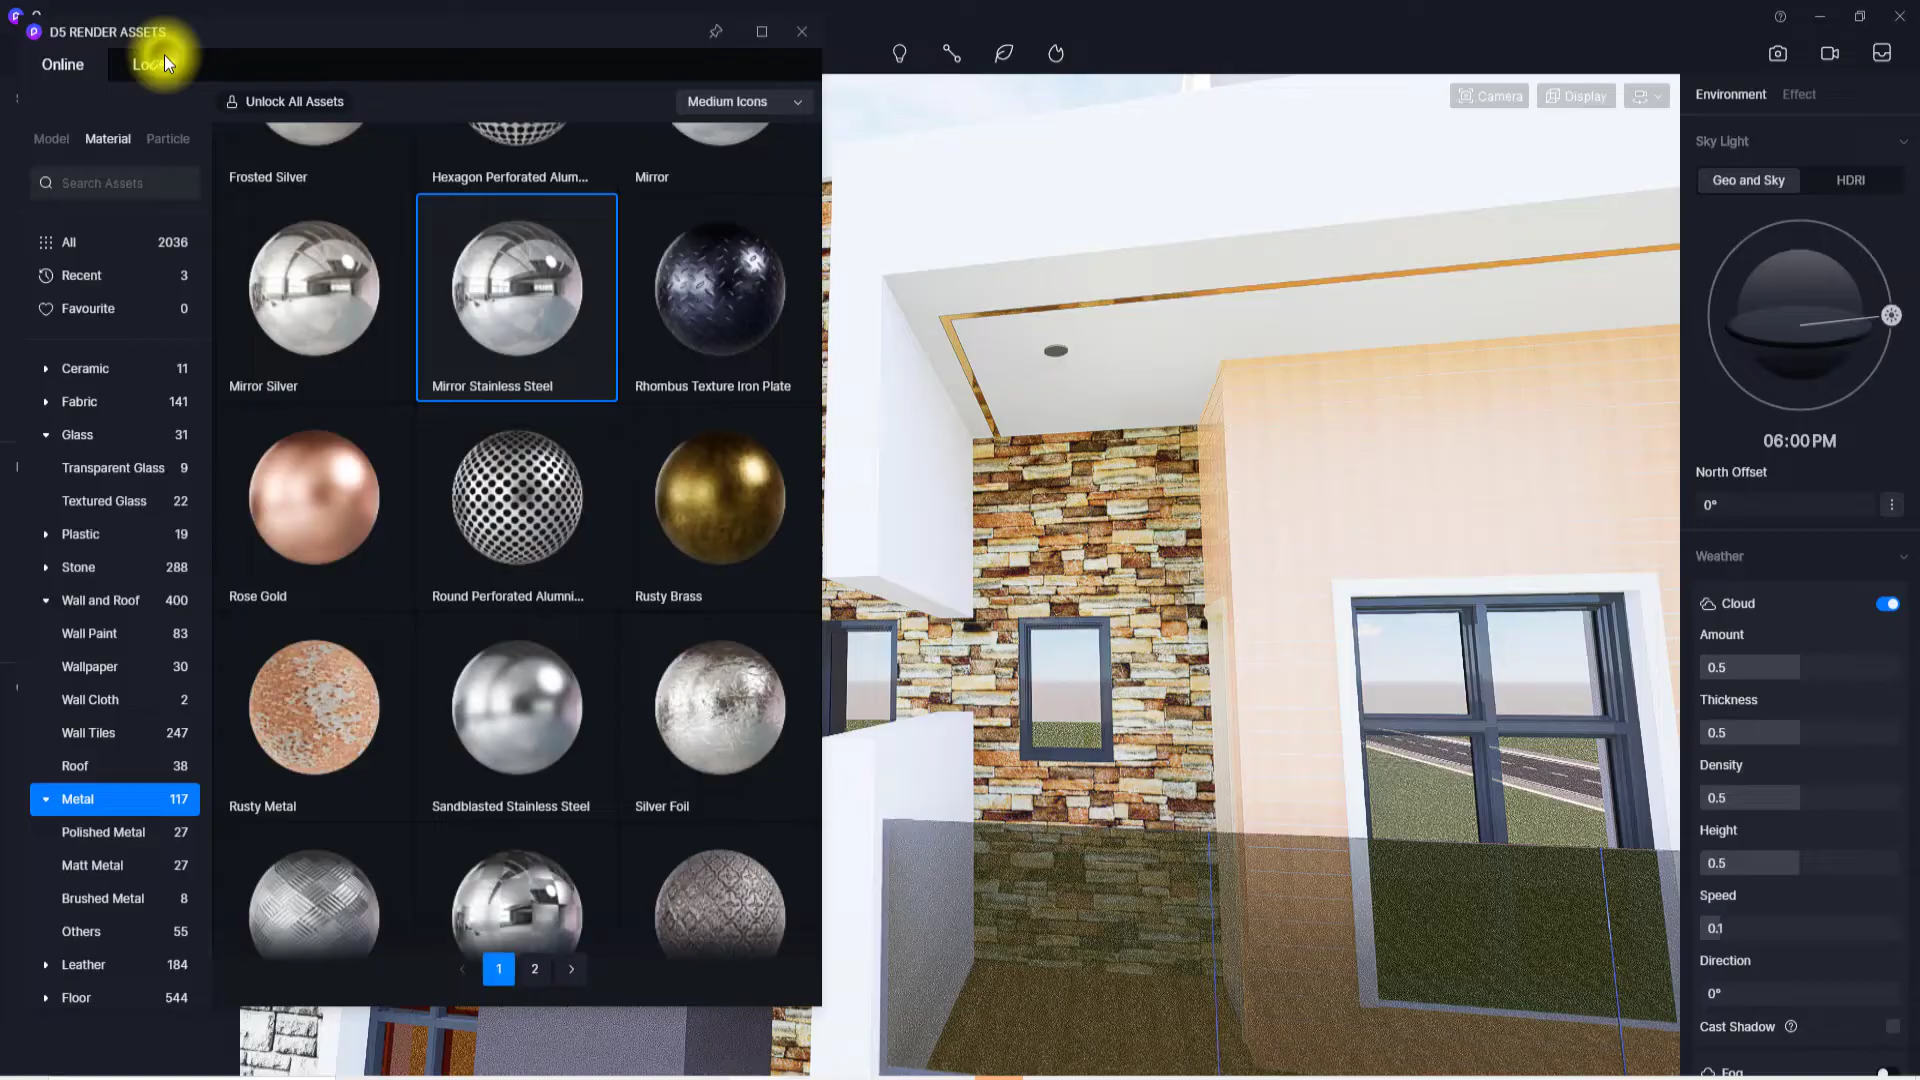 D5 RENDER ASSETS
Online
Unlock All Assets
Medium Icons
Model Material Particle
Search Assets
All 2036
Recent 3
Favourite 0
Ceramic 11
Fabric 141
Glass 31
Transparent Glass 9
Textured Glass 22
Plastic 19
Stone 288
Wall and Roof 400
Wall Paint 83
Wallpaper 30
Wall Cloth 2
Wall Tiles 247
Roof 38
Metal 117
Polished Metal 27
Matt Metal 27
Brushed Metal 8
Others 55
Leather 184
Floor 544
Frosted Silver
Hexagon Perforated Alum...
Mirror
Mirror Silver
Mirror Stainless Steel
Rhombus Texture Iron Plate
Rose Gold
Round Perforated Alumni...
Rusty Brass
Rusty Metal
Sandblasted Stainless Steel
Silver Foil
1 2
Camera
Display
Environment Effect
Sky Light
Geo and Sky HDRI
06:00 PM
North Offset
0°
Weather
Cloud
Amount
0.5
Thickness
0.5
Density
0.5
Height
0.5
Speed
0.1
Direction
0°
Cast Shadow
Fog